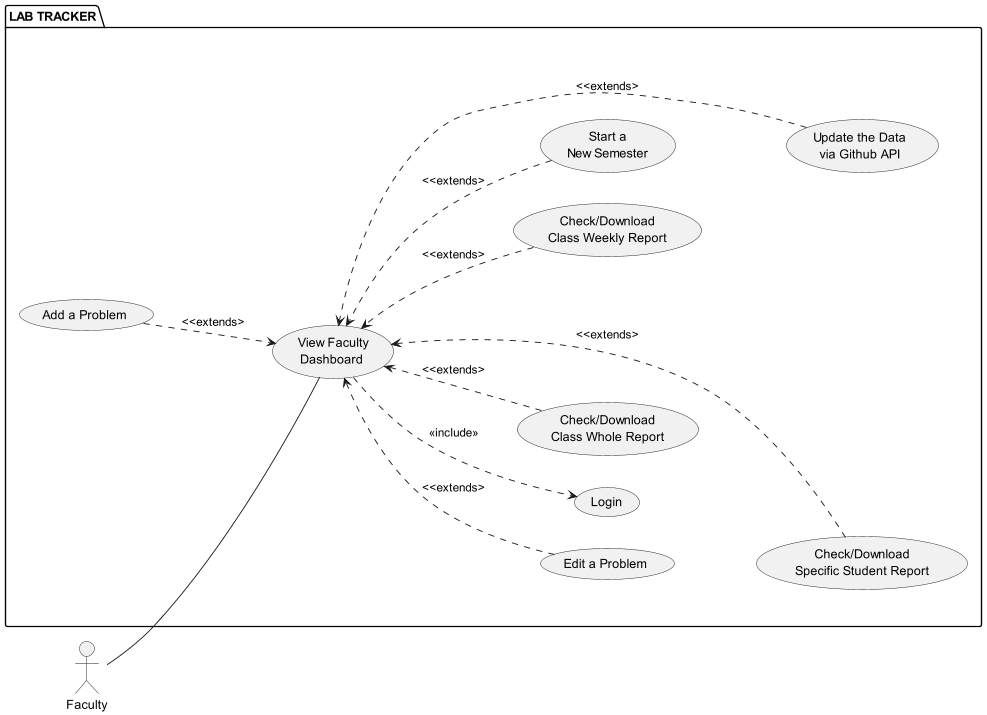 LAB TRACKER
<<extends>
Start a
New Semester
Update the Data
via Github API
<<extends>
Check/Download
Class Weekly Report
<<extends>
Add a Problem
<<extends>
<<extends>
View Faculty
Dashboard
<<extends>
Check/Download
Class Whole Report
«include»
<<extends>
Login
Edit a Problem
Check/Download
Specific Student Report
Faculty